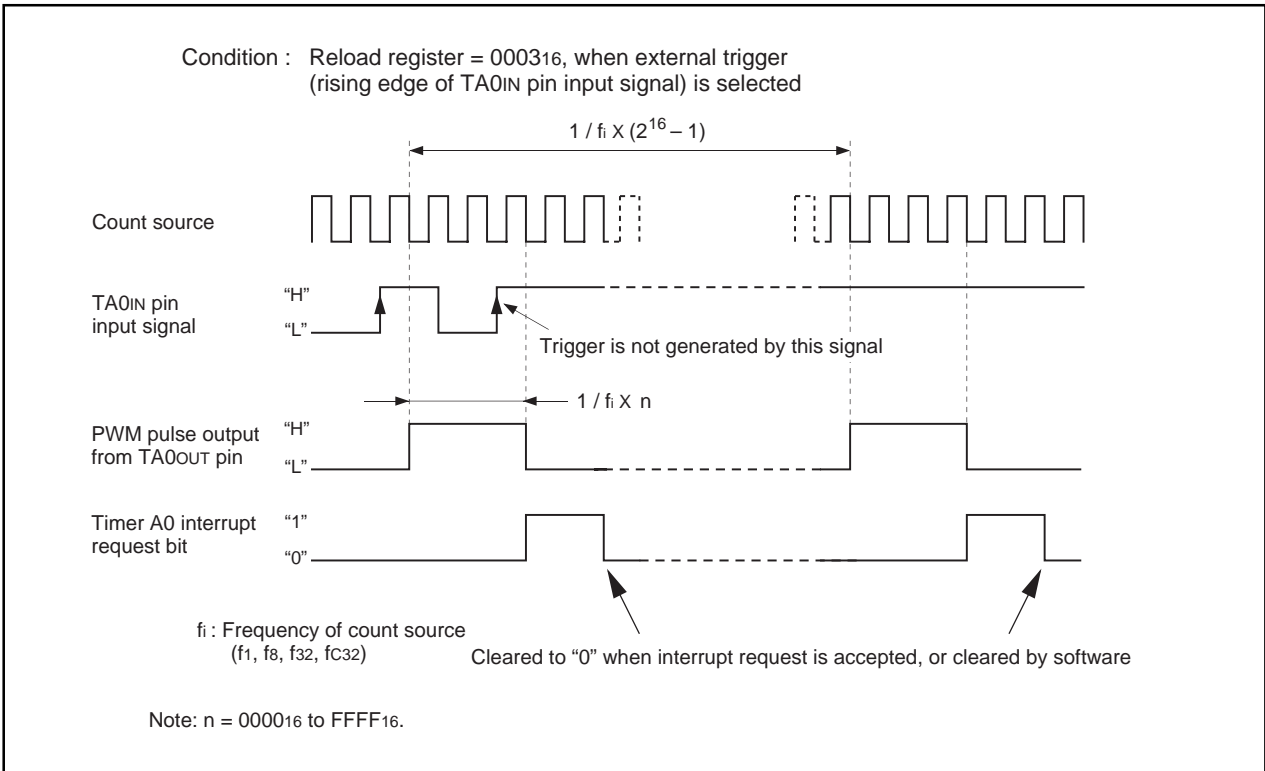 Condition : Reload register = 000316, when external trigger
(rising edge of TA0IN pin input signal) is selected
1 / fi X (2^16 – 1)
Count source
TA0IN pin
input signal
“H”
“L”
Trigger is not generated by this signal
1 / fi X n
PWM pulse output
from TA0OUT pin
“H”
“L”
Timer A0 interrupt
request bit
“1”
“0”
fi : Frequency of count source
(f1, f8, f32, fC32)
Cleared to “0” when interrupt request is accepted, or cleared by software
Note: n = 000016 to FFFF16.